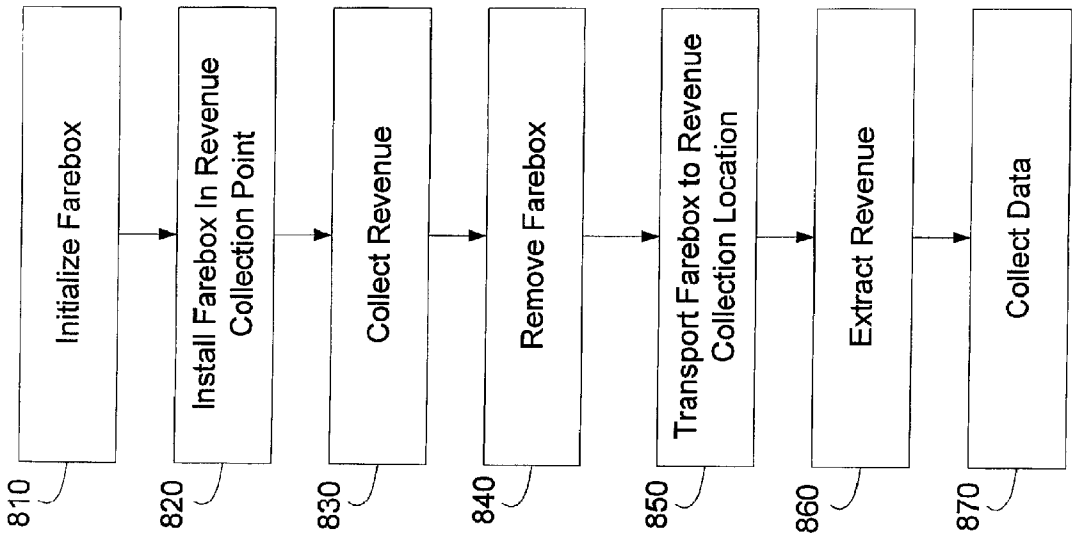 810
Initialize Farebox
820
Install Farebox In Revenue
Collection Point
830
Collect Revenue
840
Remove Farebox
850
Transport Farebox to Revenue
Collection Location
860
Extract Revenue
870
Collect Data